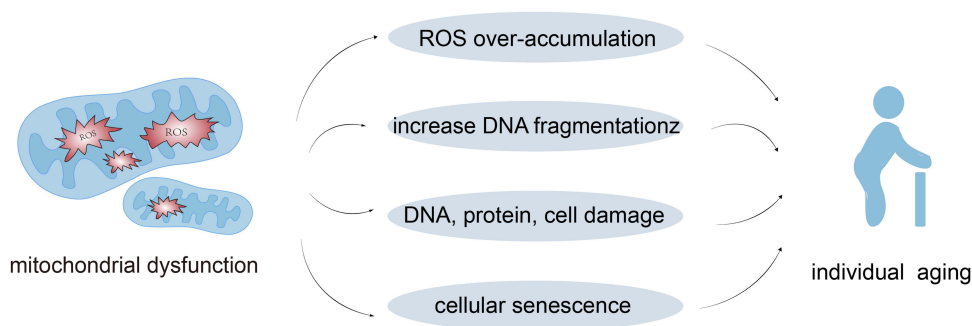 ROS over-accumulation
ROS
ROS
increase DNA fragmentationz
DNA, protein, cell damage
mitochondrial dysfunction
individual aging
cellular senescence